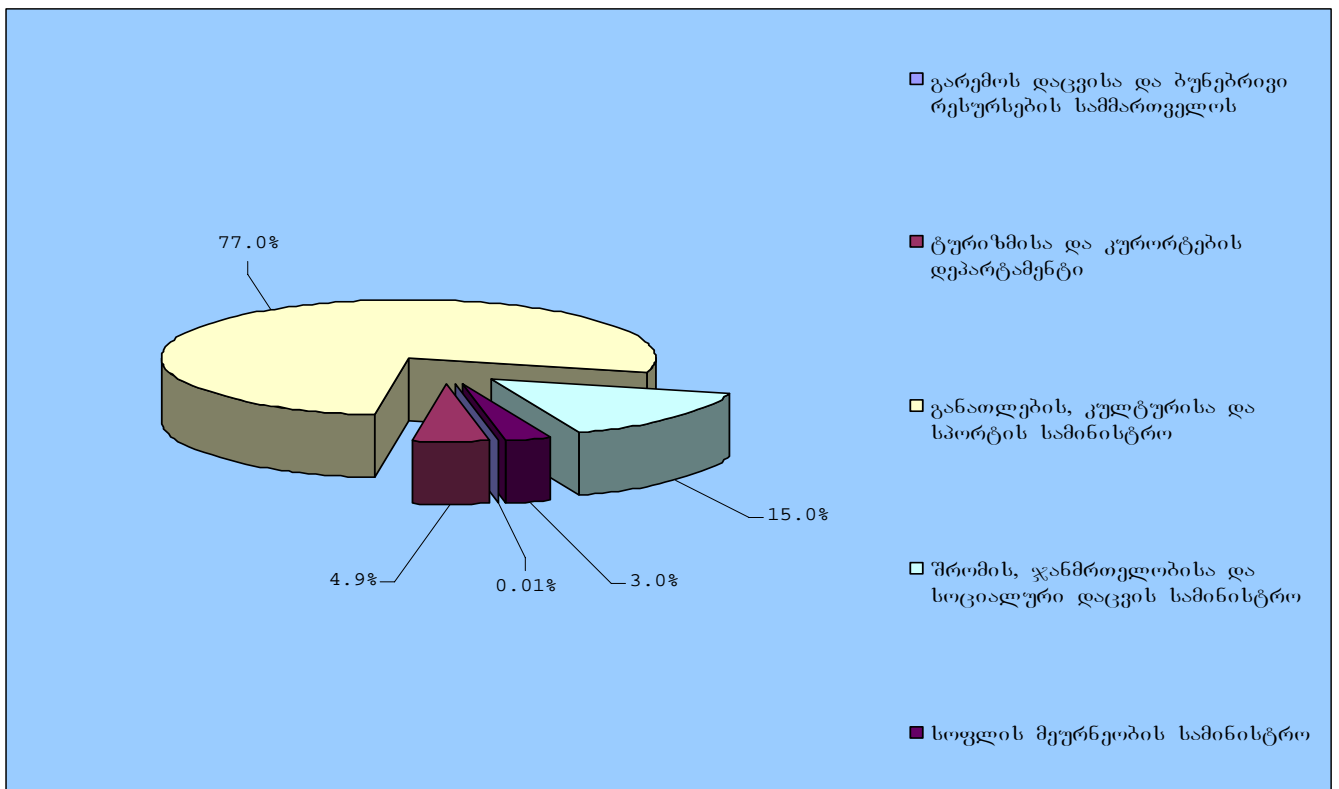 გარემოს დაცვისა და ბუნებრივი
რესურსების სამმართველოს
77.0%
ტურიზმისა და კურორტების
დეპარტამენტი
განათლების, კულტურისა და
სპორტის სამინისტრო
15.0%
4.9%
0.01%
3.0%
შრომის, ჯანმრთელობისა და
სოციალური დაცვის სამინისტრო
სოფლის მეურნეობის სამინისტრო